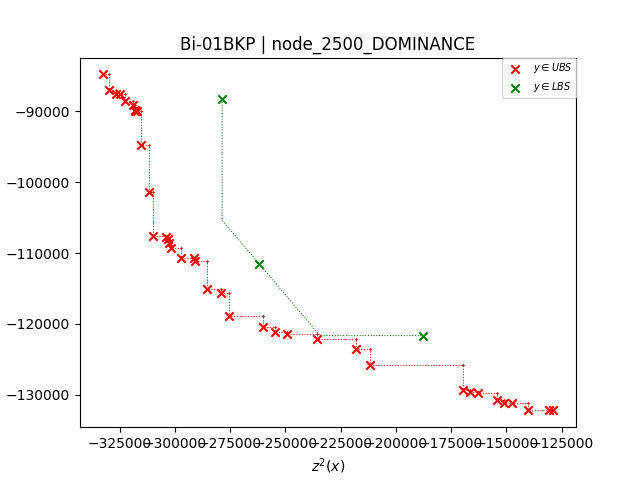 Bi-01BKP | node_2500_DOMINANCE
y ∈ UBS
y ∈ LBS
−90000
−100000
−110000
−120000
−130000
−325000 −300000 −275000 −250000 −225000 −200000 −175000 −150000 −125000
z²(x)